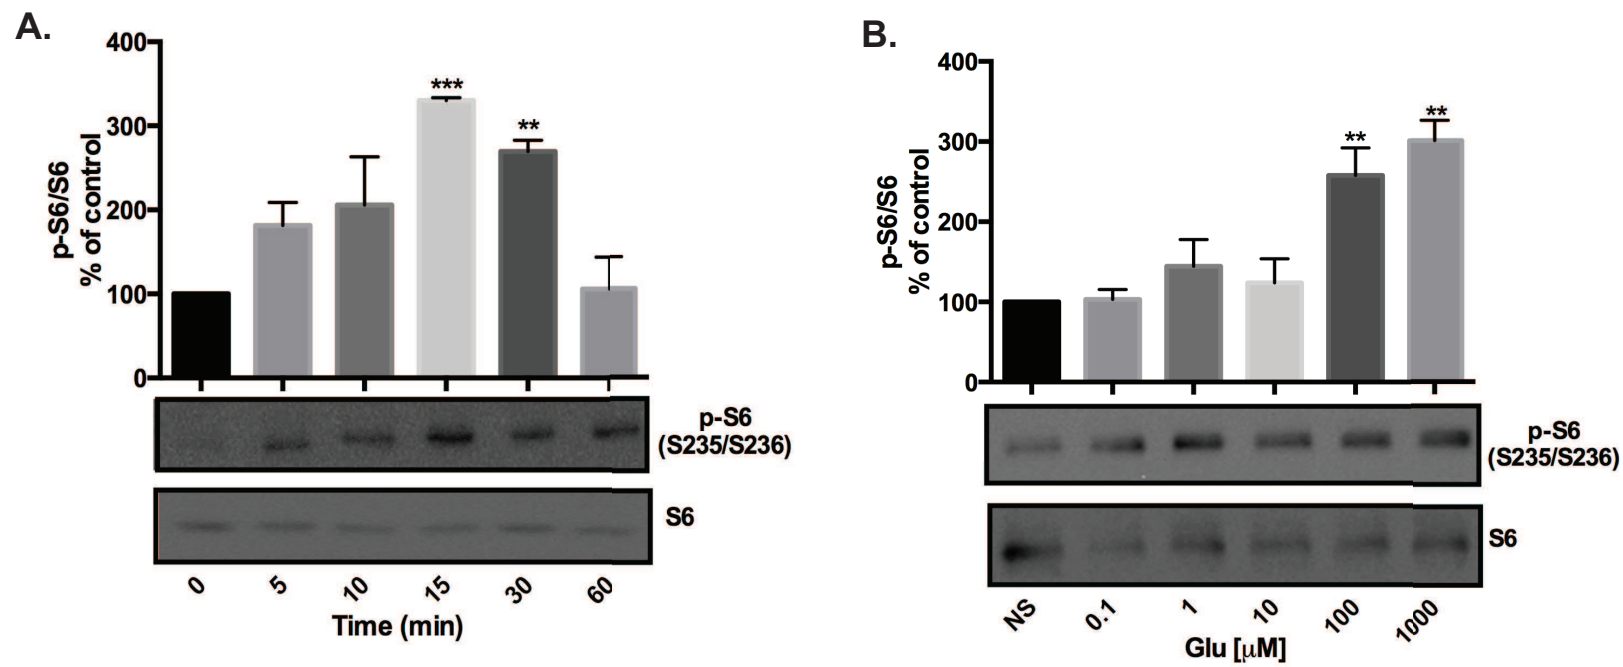 A.
400
300
200
100
0
p-S6/S6
% of control
***
**
p-S6
(S235/S236)
S6
0 5 10 15 30 60
Time (min)
B.
400
300
200
100
0
p-S6/S6
% of control
** **
p-S6
(S235/S236)
S6
NS 0.1 1 10 100 1000
Glu [μM]